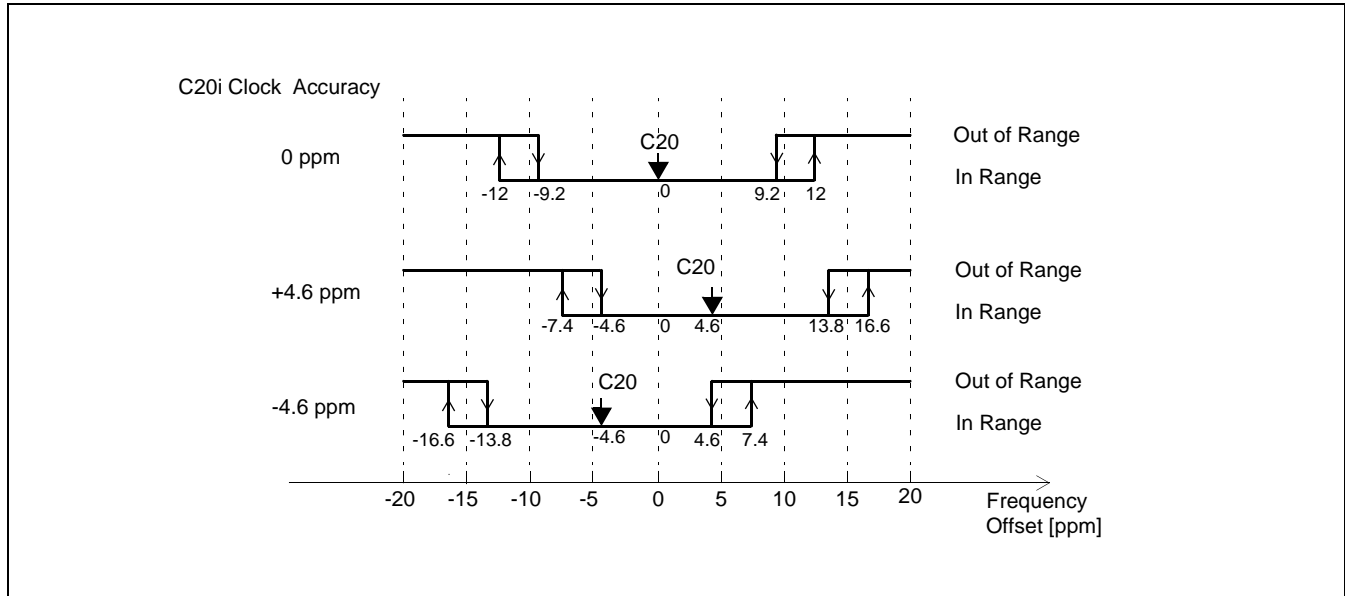 C20i Clock Accuracy
0 ppm
C20
Out of Range
In Range
-12 -9.2 0 9.2 12
+4.6 ppm
C20
Out of Range
In Range
-7.4 -4.6 0 4.6 13.8 16.6
-4.6 ppm
C20
Out of Range
In Range
-16.6 -13.8 -4.6 0 4.6 7.4
-20 -15 -10 -5 0 5 10 15 20
Frequency
Offset [ppm]